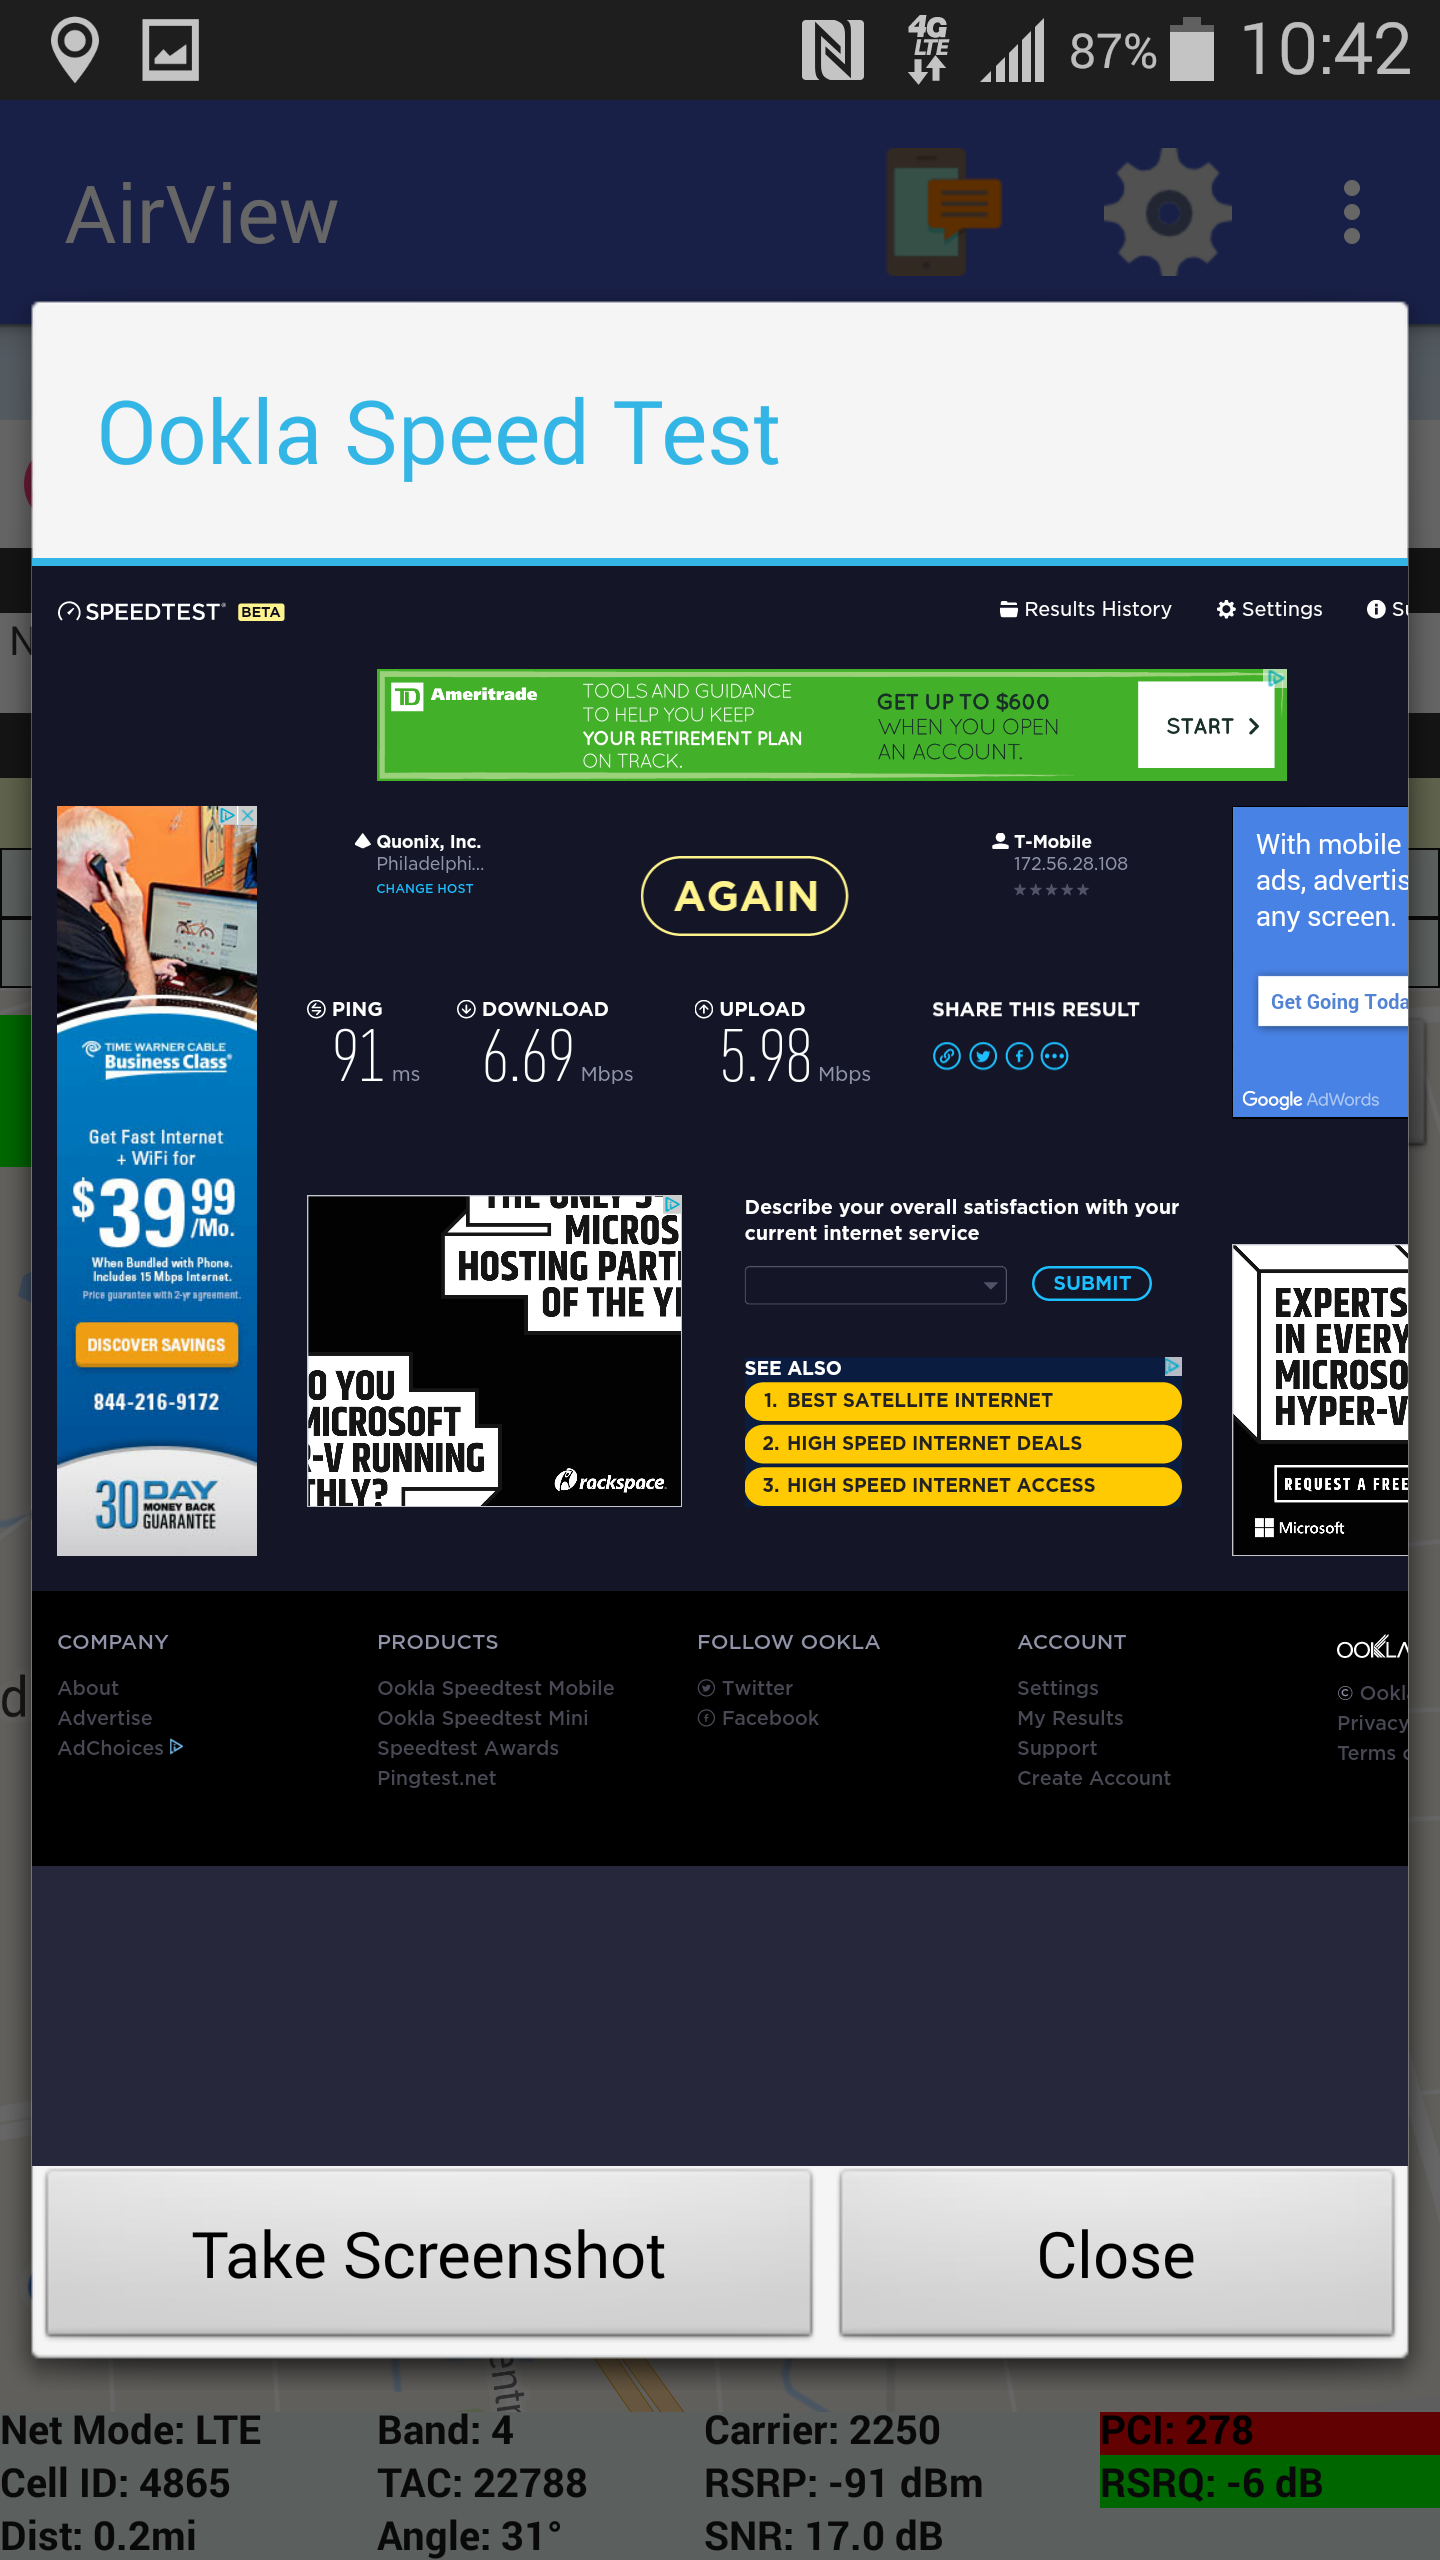 4G
LTE
87%
10:42
AirView
Ookla Speed Test
SPEEDTEST BETA
Results History
Settings
TD Ameritrade
TOOLS AND GUIDANCE
TO HELP YOU KEEP
YOUR RETIREMENT PLAN
ON TRACK.
GET UP TO $600
WHEN YOU OPEN
AN ACCOUNT.
START
Quonix, Inc.
Philadelphi...
CHANGE HOST
AGAIN
T-Mobile
172.56.28.108
PING
91 ms
DOWNLOAD
6.69 Mbps
UPLOAD
5.98 Mbps
SHARE THIS RESULT
TIME WARNER CABLE
Business Class
Get Fast Internet
+ WiFi for
$39 99
/Mo.
When Bundled with Phone.
Includes 15 Mbps Internet.
Price guarantee with 2-yr agreement.
DISCOVER SAVINGS
844-216-9172
30 DAY
MONEY BACK
GUARANTEE
With mobile
ads, advertis
any screen.
Get Going Toda
Google AdWords
THE ONLY 5-
MICROS
HOSTING PART
OF THE Y
O YOU
MICROSOFT
R-V RUNNING
THLY?
rackspace
Describe your overall satisfaction with your
current internet service
SUBMIT
SEE ALSO
1. BEST SATELLITE INTERNET
2. HIGH SPEED INTERNET DEALS
3. HIGH SPEED INTERNET ACCESS
EXPERTS
IN EVERY
MICROSO
HYPER-V
REQUEST A FREE
Microsoft
COMPANY
About
Advertise
AdChoices
PRODUCTS
Ookla Speedtest Mobile
Ookla Speedtest Mini
Speedtest Awards
Pingtest.net
FOLLOW OOKLA
Twitter
Facebook
ACCOUNT
Settings
My Results
Support
Create Account
OOKLA
© Ookl
Privacy
Terms
Take Screenshot
Close
Net Mode: LTE
Band: 4
Carrier: 2250
PCI: 278
Cell ID: 4865
TAC: 22788
RSRP: -91 dBm
RSRQ: -6 dB
Dist: 0.2mi
Angle: 31°
SNR: 17.0 dB